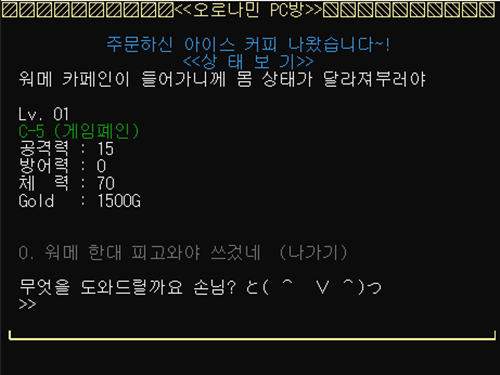 ▨▨▨▨▨▨▨▨▨▨<<오로나민 PC방>>▨▨▨▨▨▨▨▨▨▨
주문하신 아이스 커피 나왔습니다~!
<<상 태 보 기>>
워메 카페인이 들어가니께 몸 상태가 달라져부러야
Lv. 01
C-5 (게임폐인)
공격력 : 15
방어력 : 0
체 력 : 70
Gold : 1500G
0. 워메 한대 피고와야 쓰겄네 (나가기)
무엇을 도와드릴까요 손님? と( ^ ∨ ^)つ
>>